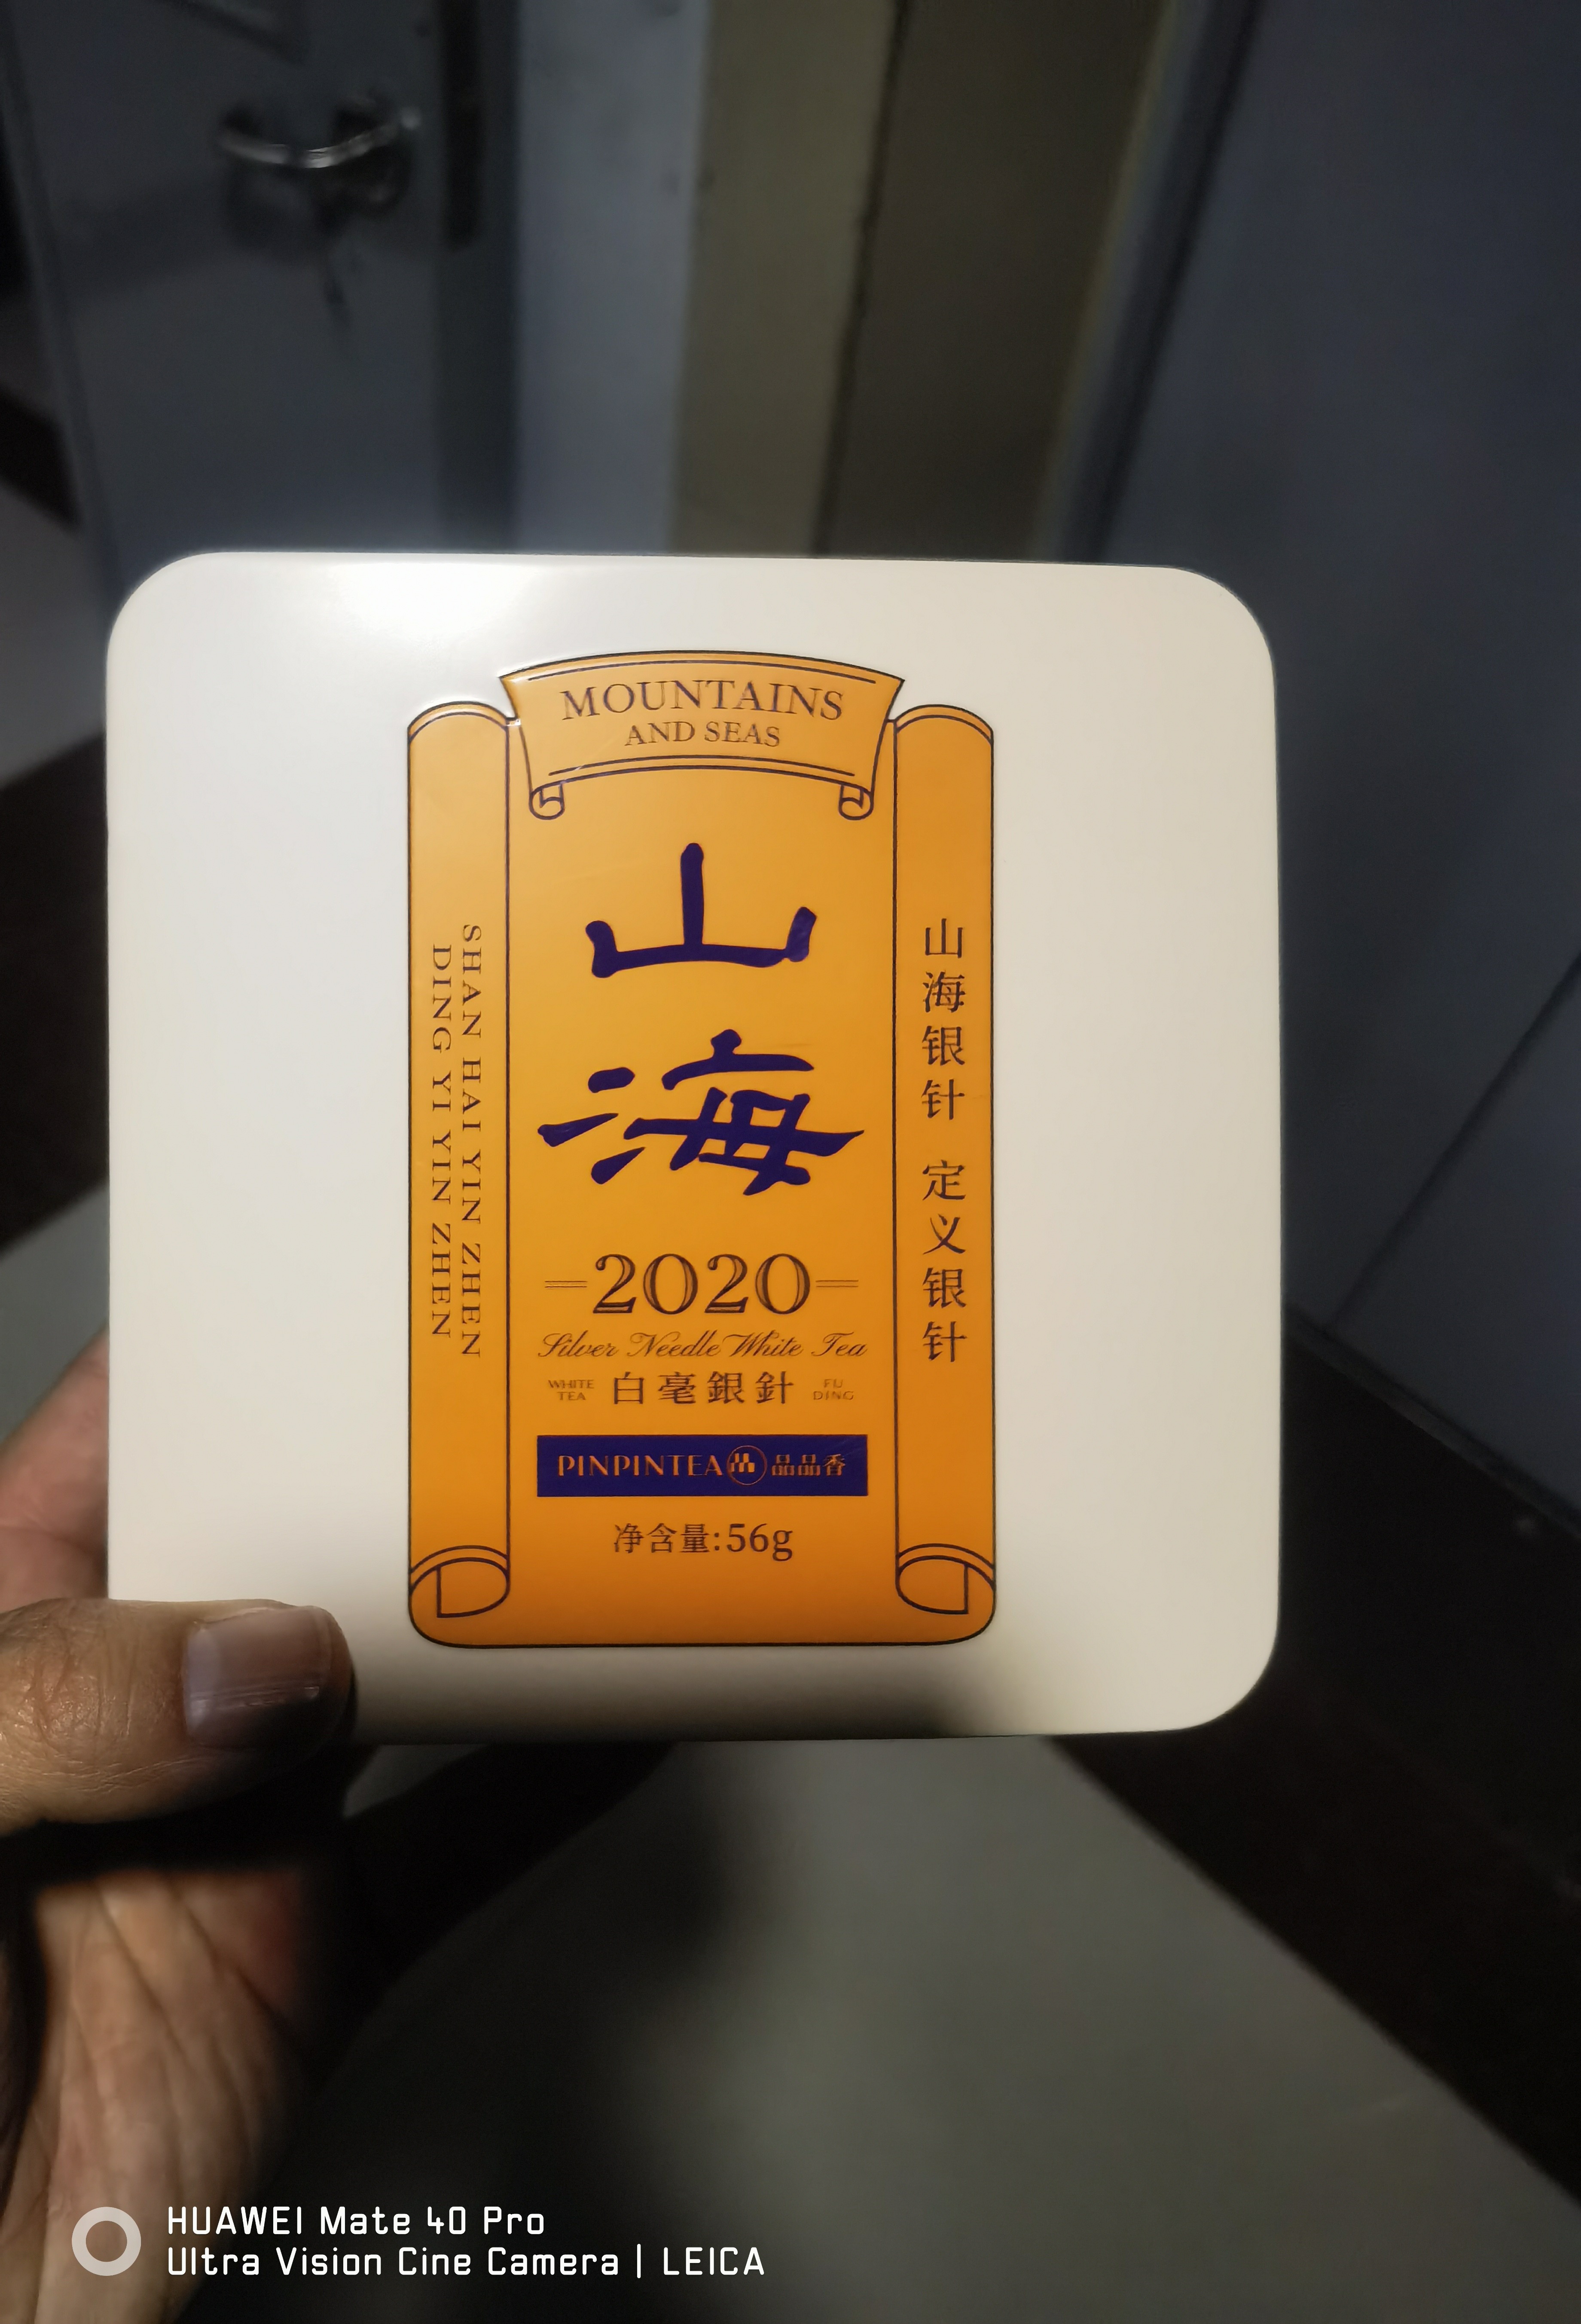 MOUNTAINS
AND SEAS
山
海
SHAN HAI YIN ZHEN
DING YI YIN ZHEN
山海银针 定义银针
2020
Silver Needle White Tea
WHITE
TEA
白毫銀針
FU
DING
PINPINTEA 品品香
净含量:56g
HUAWEI Mate 40 Pro
Ultra Vision Cine Camera | LEICA